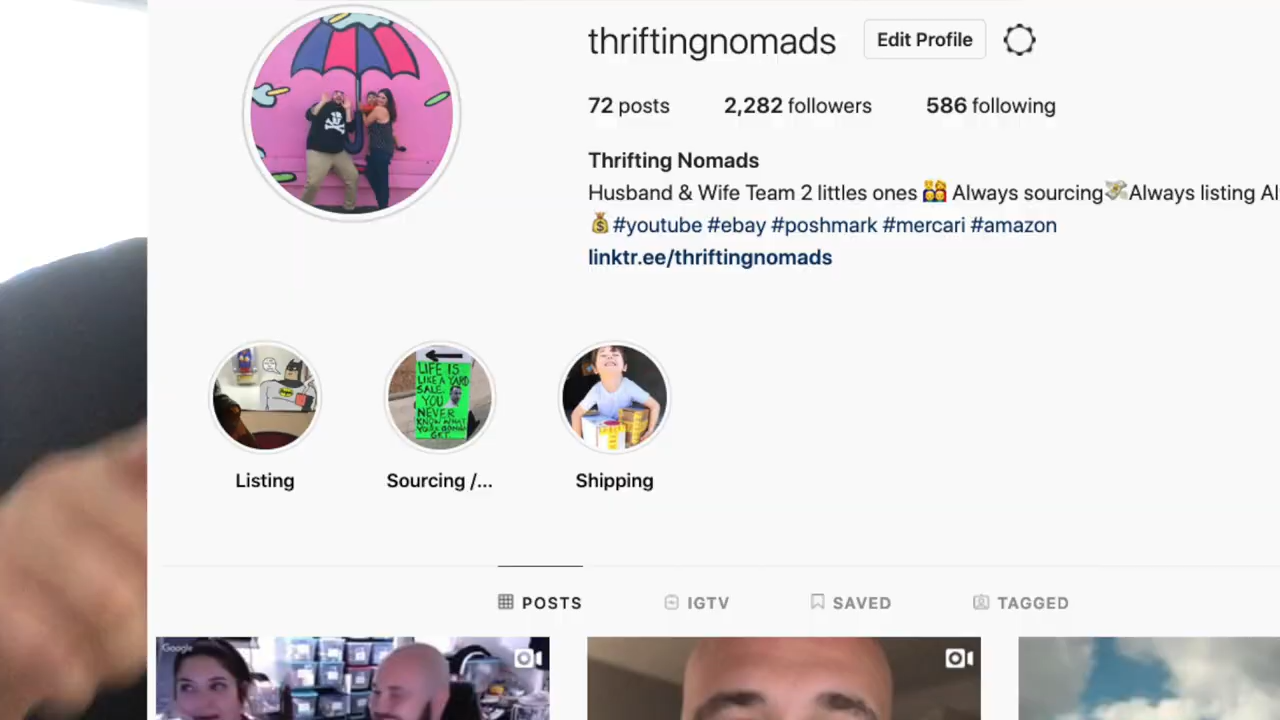 thriftingnomads Edit Profile
72 posts 2,282 followers 586 following
Thrifting Nomads
Husband & Wife Team 2 littles ones 👫 Always sourcing💸Always listing Al
💰#youtube #ebay #poshmark #mercari #amazon
linktr.ee/thriftingnomads
LIFE IS
LIKE A YARD
SALE.
YOU
NEVER
KNOW WHAT
YOU'RE GONNA
GET
Listing Sourcing /... Shipping
POSTS IGTV SAVED TAGGED
Google